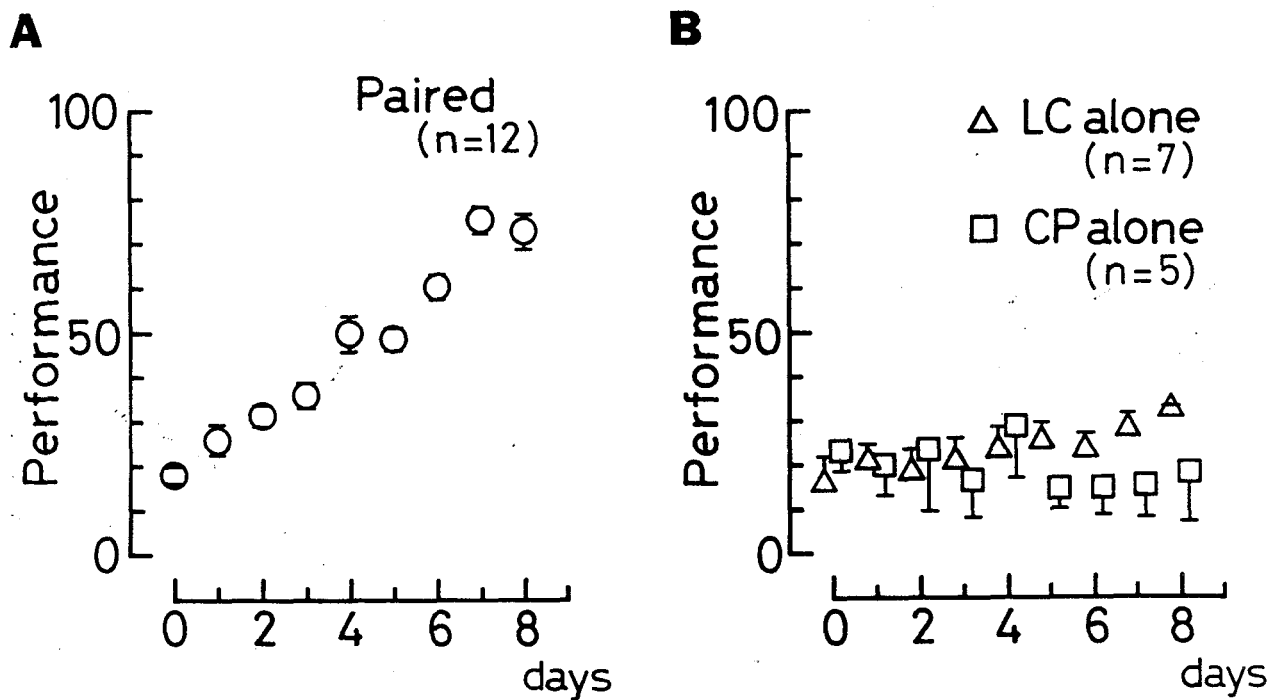 A
Paired
(n=12)
100
50
0
Performance
0 2 4 6 8
days
B
LC alone
(n=7)
CP alone
(n=5)
100
50
0
Performance
0 2 4 6 8
days